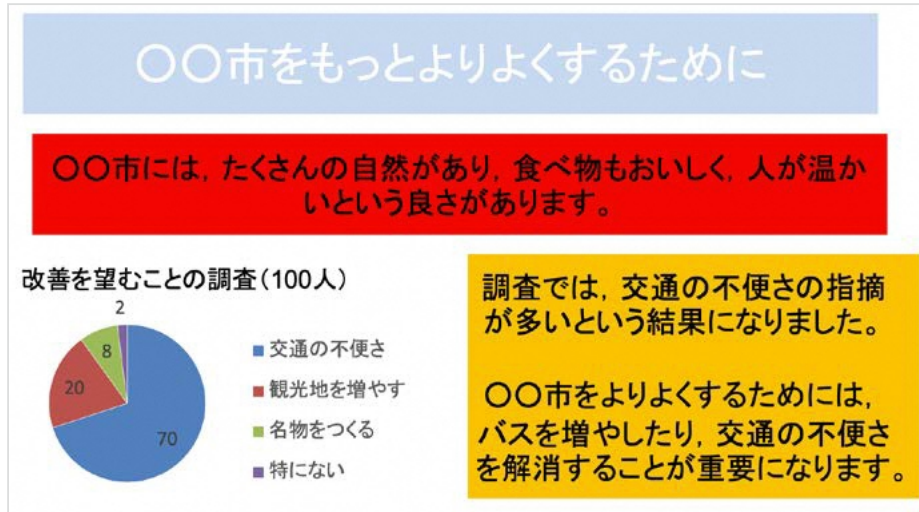 〇〇市をもっとよりよくするために
〇〇市には，たくさんの自然があり，食べ物もおいしく，人が温か
いという良さがあります。
改善を望むことの調査（100人）
2
8
20
70
交通の不便さ
観光地を増やす
名物をつくる
特にない
調査では，交通の不便さの指摘
が多いという結果になりました。
〇〇市をよりよくするためには，
バスを増やしたり，交通の不便さ
を解消することが重要になります。